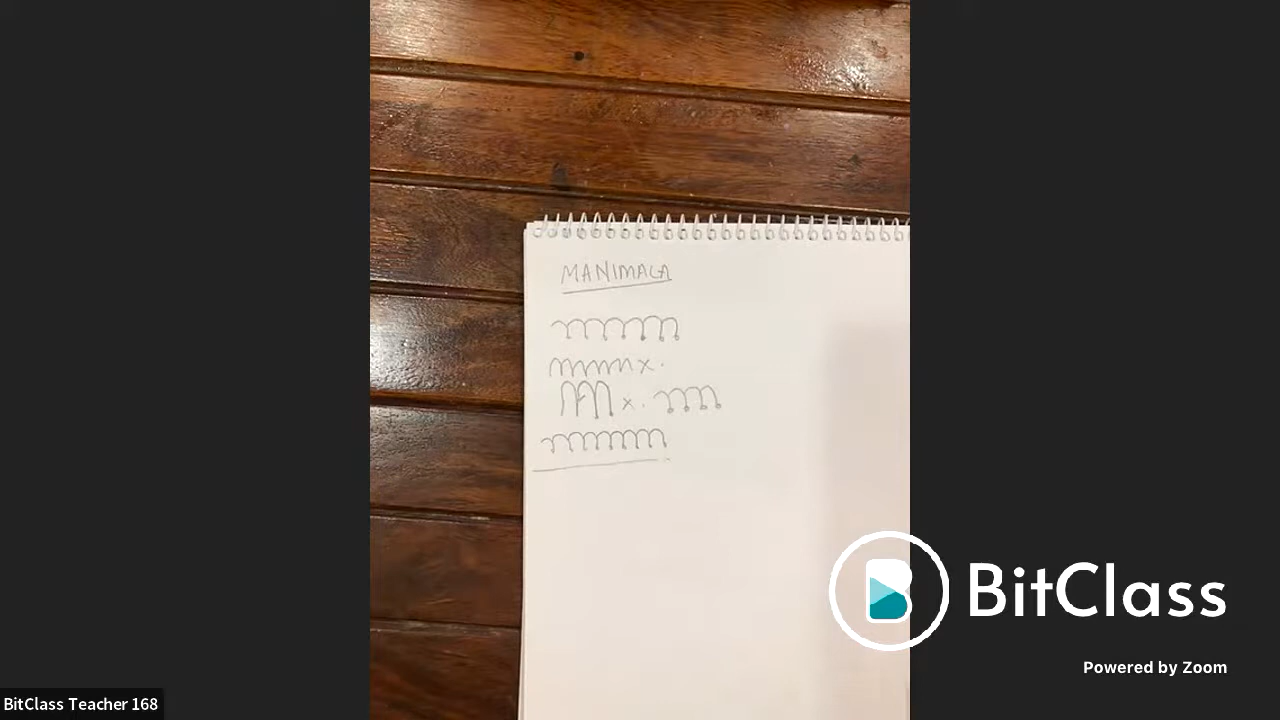 MANIMALA
x.
x.
BitClass
Powered by Zoom
BitClass Teacher 168